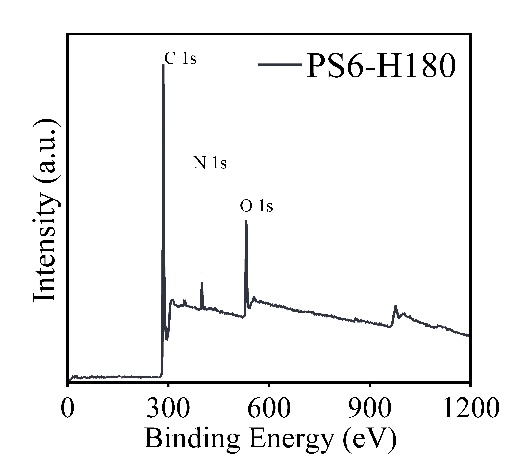 C 1s
PS6-H180
N 1s
O 1s
Intensity (a.u.)
0 300 600 900 1200
Binding Energy (eV)